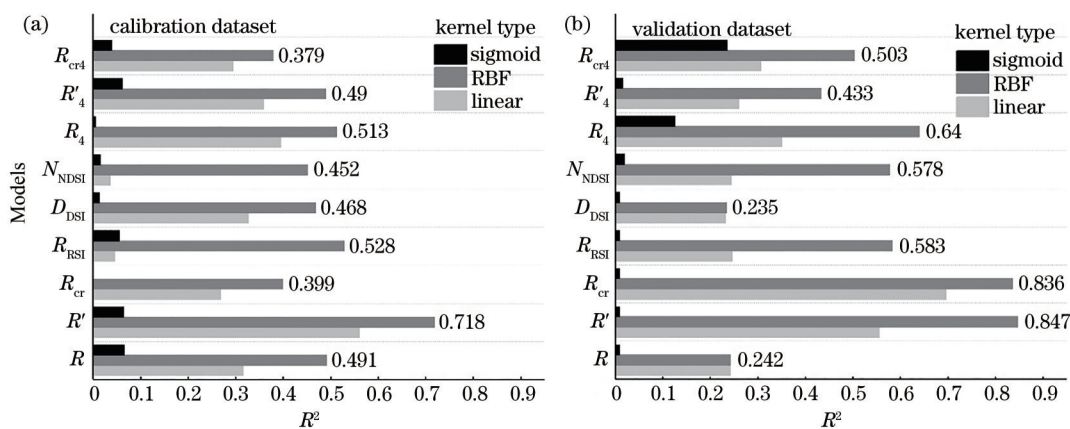 (a)
calibration dataset
kernel type
sigmoid
RBF
linear
Models
R_cr4
0.379
R'_4
0.49
R_4
0.513
N_NDSI
0.452
D_DSI
0.468
R_RSI
0.528
R_cr
0.399
R'
0.718
R
0.491
0 0.1 0.2 0.3 0.4 0.5 0.6 0.7 0.8 0.9
R²
(b)
validation dataset
kernel type
sigmoid
RBF
linear
R_cr4
0.503
R'_4
0.433
R_4
0.64
N_NDSI
0.578
D_DSI
0.235
R_RSI
0.583
R_cr
0.836
R'
0.847
R
0.242
0 0.1 0.2 0.3 0.4 0.5 0.6 0.7 0.8 0.9
R²